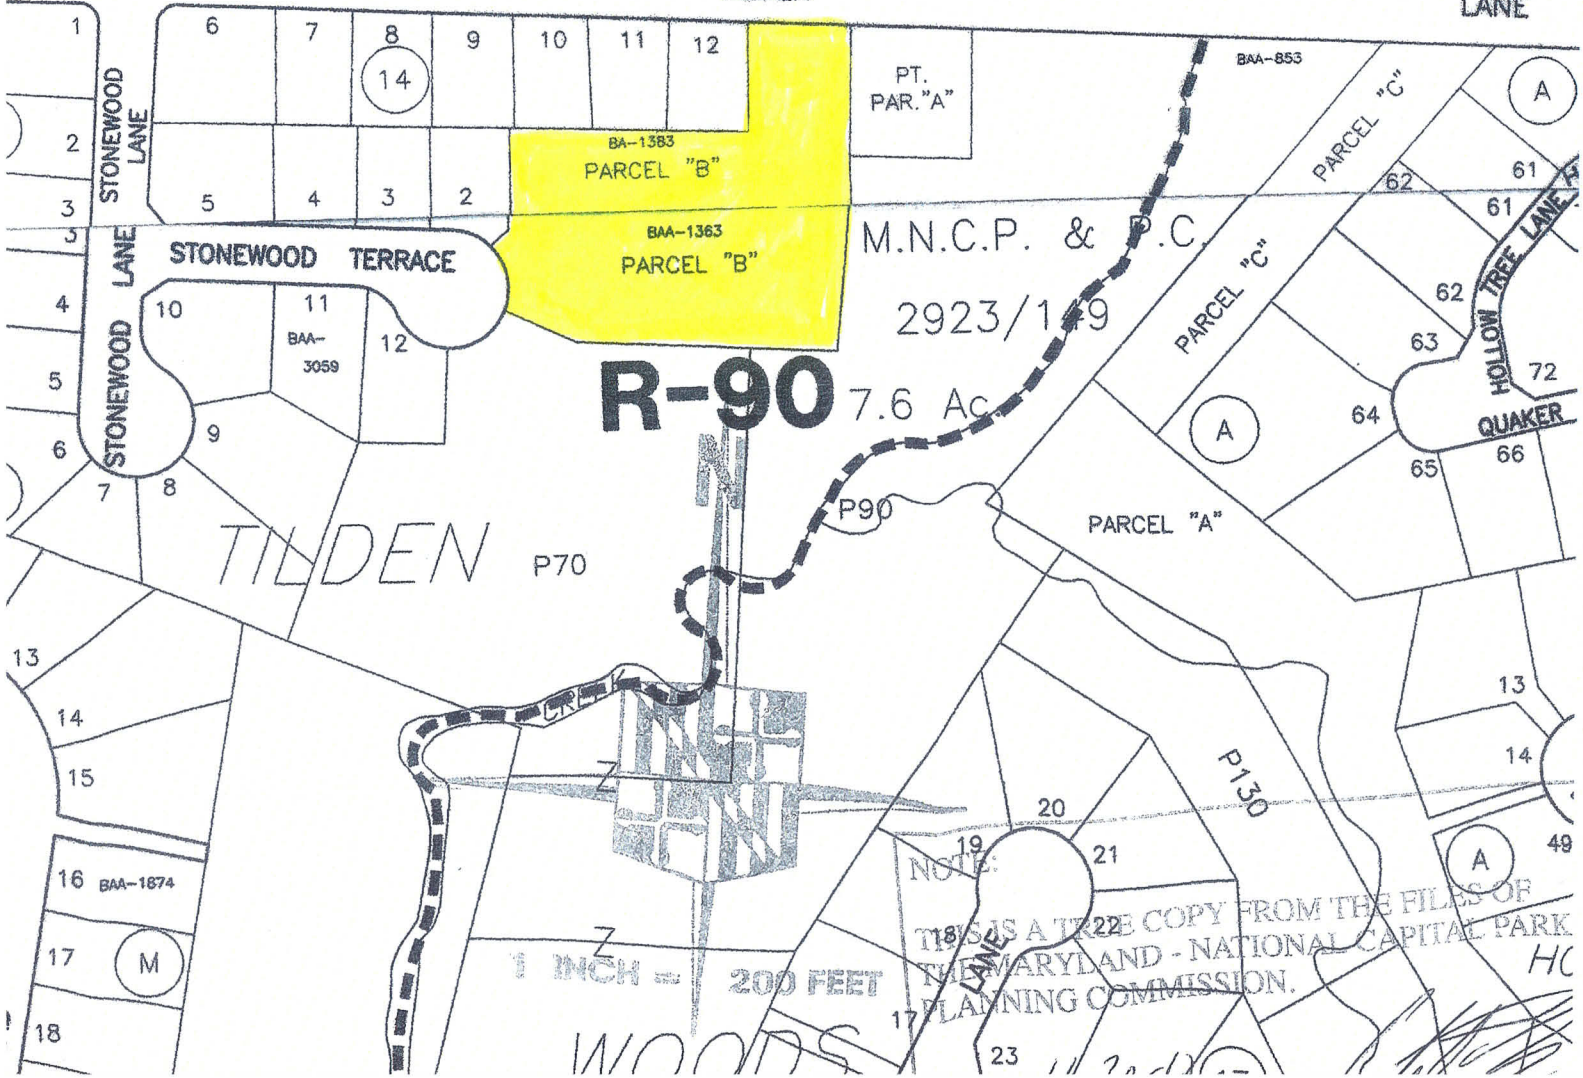 LANE
1
6
7
8
9
10
11
12
14
STONEWOOD
LANE
PT.
PAR."A"
BAA-853
"C"
PARCEL
A
2
BA-1383
PARCEL "B"
62
61
61
3
5
4
3
2
BAA-1363
PARCEL "B"
M.N.C.P. & P.C.
2923/149
7.6 Ac
3
STONEWOOD TERRACE
STONEWOOD LANE
4
10
11
BAA-
3059
12
PARCEL "C"
62
HOLLOW TREE LANE
63
72
5
R-90
64
A
QUAKER
6
9
65
66
7
8
N
P90
PARCEL "A"
TILDEN
P70
13
14
15
13
14
P130
Z
20
19
21
16 BAA-1874
A
49
NOTE:
THIS IS A TRUE COPY FROM THE FILES OF
THE MARYLAND - NATIONAL CAPITAL PARK
PLANNING COMMISSION.
18
22
LANE
17
M
Z
1 INCH = 200 FEET
HO
18
17
23
WOODS